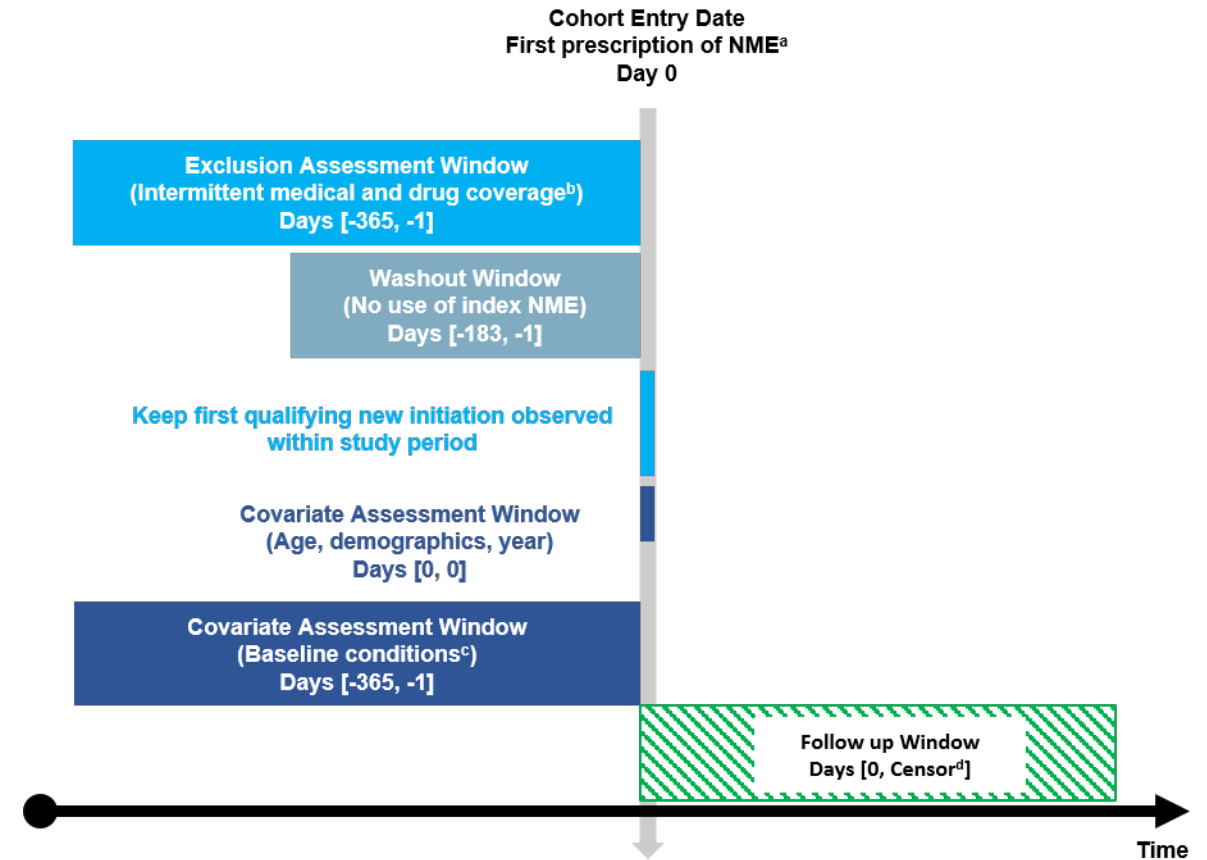 Cohort Entry Date
First prescription of NMEᵃ
Day 0
Exclusion Assessment Window
(Intermittent medical and drug coverageᵇ)
Days [-365, -1]
Washout Window
(No use of index NME)
Days [-183, -1]
Keep first qualifying new initiation observed
within study period
Covariate Assessment Window
(Age, demographics, year)
Days [0, 0]
Covariate Assessment Window
(Baseline conditionsᶜ)
Days [-365, -1]
Follow up Window
Days [0, Censorᵈ]
Time